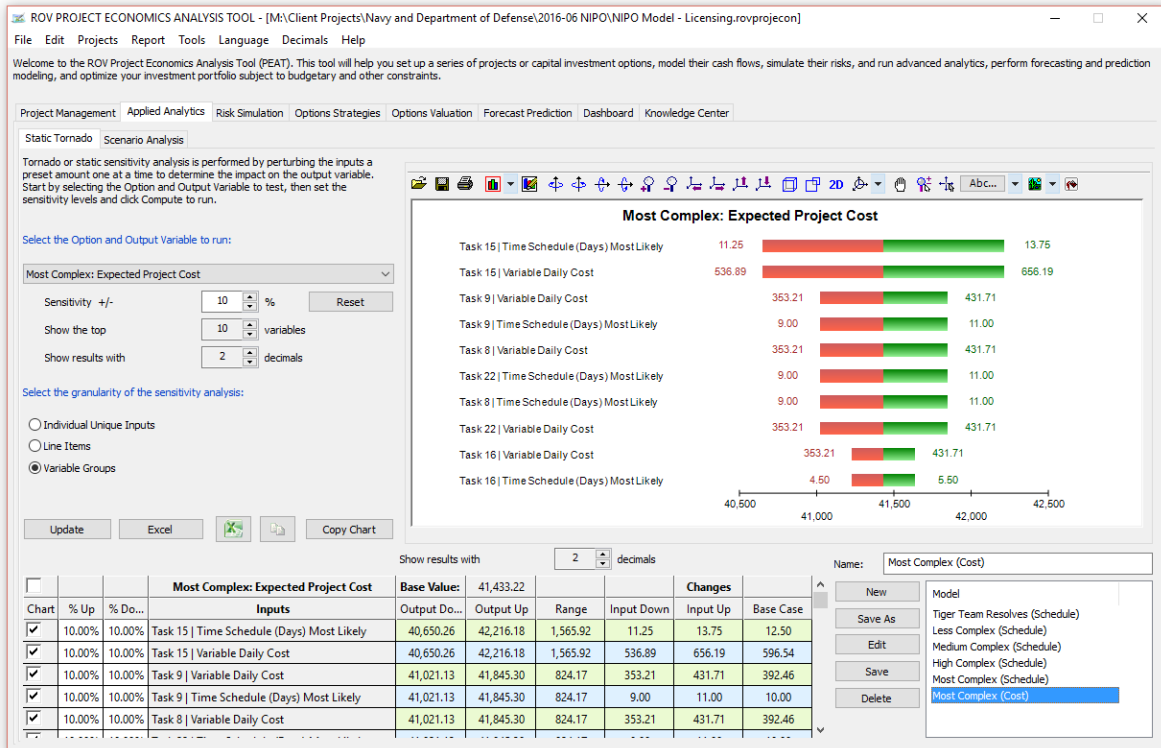 ROV PROJECT ECONOMICS ANALYSIS TOOL - [M:\Client Projects\Navy and Department of Defense\2016-06 NIPO\NIPO Model - Licensing.rovprojecon]
File Edit Projects Report Tools Language Decimals Help
Welcome to the ROV Project Economics Analysis Tool (PEAT). This tool will help you set up a series of projects or capital investment options, model their cash flows, simulate their risks, and run advanced analytics, perform forecasting and prediction
modeling, and optimize your investment portfolio subject to budgetary and other constraints.
Project Management Applied Analytics Risk Simulation Options Strategies Options Valuation Forecast Prediction Dashboard Knowledge Center
Static Tornado Scenario Analysis
Tornado or static sensitivity analysis is performed by perturbing the inputs a
preset amount one at a time to determine the impact on the output variable.
Start by selecting the Option and Output Variable to test, then set the
sensitivity levels and click Compute to run.
Select the Option and Output Variable to run:
Most Complex: Expected Project Cost
Sensitivity +/- 10 % Reset
Show the top 10 variables
Show results with 2 decimals
Select the granularity of the sensitivity analysis:
Individual Unique Inputs
Line Items
Variable Groups
Update Excel Copy Chart
2D Abc...
Most Complex: Expected Project Cost
Task 15 | Time Schedule (Days) Most Likely 11.25 13.75
Task 15 | Variable Daily Cost 536.89 656.19
Task 9 | Variable Daily Cost 353.21 431.71
Task 9 | Time Schedule (Days) Most Likely 9.00 11.00
Task 8 | Variable Daily Cost 353.21 431.71
Task 22 | Time Schedule (Days) Most Likely 9.00 11.00
Task 8 | Time Schedule (Days) Most Likely 9.00 11.00
Task 22 | Variable Daily Cost 353.21 431.71
Task 16 | Variable Daily Cost 353.21 431.71
Task 16 | Time Schedule (Days) Most Likely 4.50 5.50
40,500 41,500 42,500
41,000 42,000
Show results with 2 decimals
Most Complex: Expected Project Cost Base Value: 41,433.22 Changes
Chart % Up % Do... Inputs Output Do... Output Up Range Input Down Input Up Base Case
10.00% 10.00% Task 15 | Time Schedule (Days) Most Likely 40,650.26 42,216.18 1,565.92 11.25 13.75 12.50
10.00% 10.00% Task 15 | Variable Daily Cost 40,650.26 42,216.18 1,565.92 536.89 656.19 596.54
10.00% 10.00% Task 9 | Variable Daily Cost 41,021.13 41,845.30 824.17 353.21 431.71 392.46
10.00% 10.00% Task 9 | Time Schedule (Days) Most Likely 41,021.13 41,845.30 824.17 9.00 11.00 10.00
10.00% 10.00% Task 8 | Variable Daily Cost 41,021.13 41,845.30 824.17 353.21 431.71 392.46
Name: Most Complex (Cost)
New
Save As
Edit
Save
Delete
Model
Tiger Team Resolves (Schedule)
Less Complex (Schedule)
Medium Complex (Schedule)
High Complex (Schedule)
Most Complex (Schedule)
Most Complex (Cost)